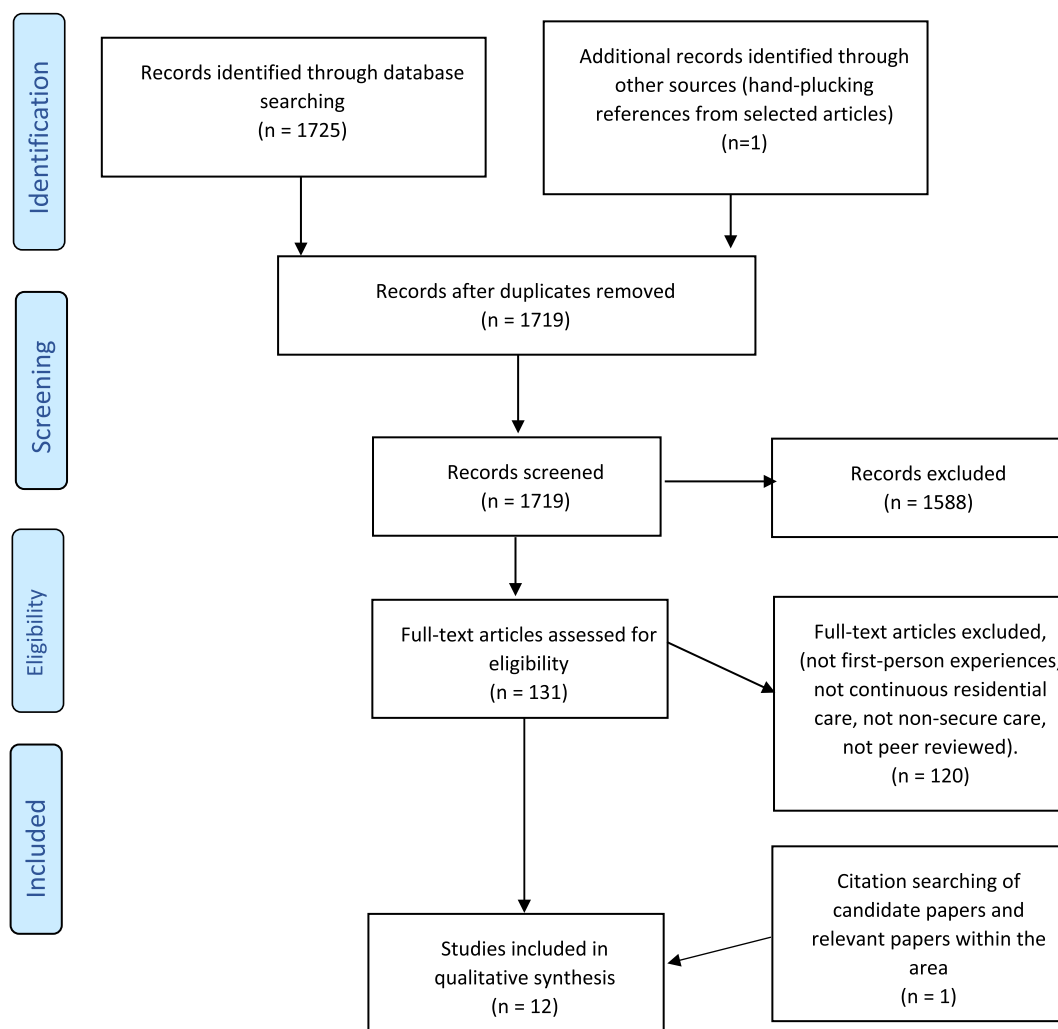 Identification
Records identified through database
searching
(n = 1725)
Additional records identified through
other sources (hand-plucking
references from selected articles)
(n=1)
Records after duplicates removed
(n = 1719)
Screening
Records screened
(n = 1719)
Records excluded
(n = 1588)
Eligibility
Full-text articles assessed for
eligibility
(n = 131)
Full-text articles excluded,
(not first-person experiences,
not continuous residential
care, not non-secure care,
not peer reviewed).
(n = 120)
Included
Citation searching of
candidate papers and
relevant papers within the
area
(n = 1)
Studies included in
qualitative synthesis
(n = 12)